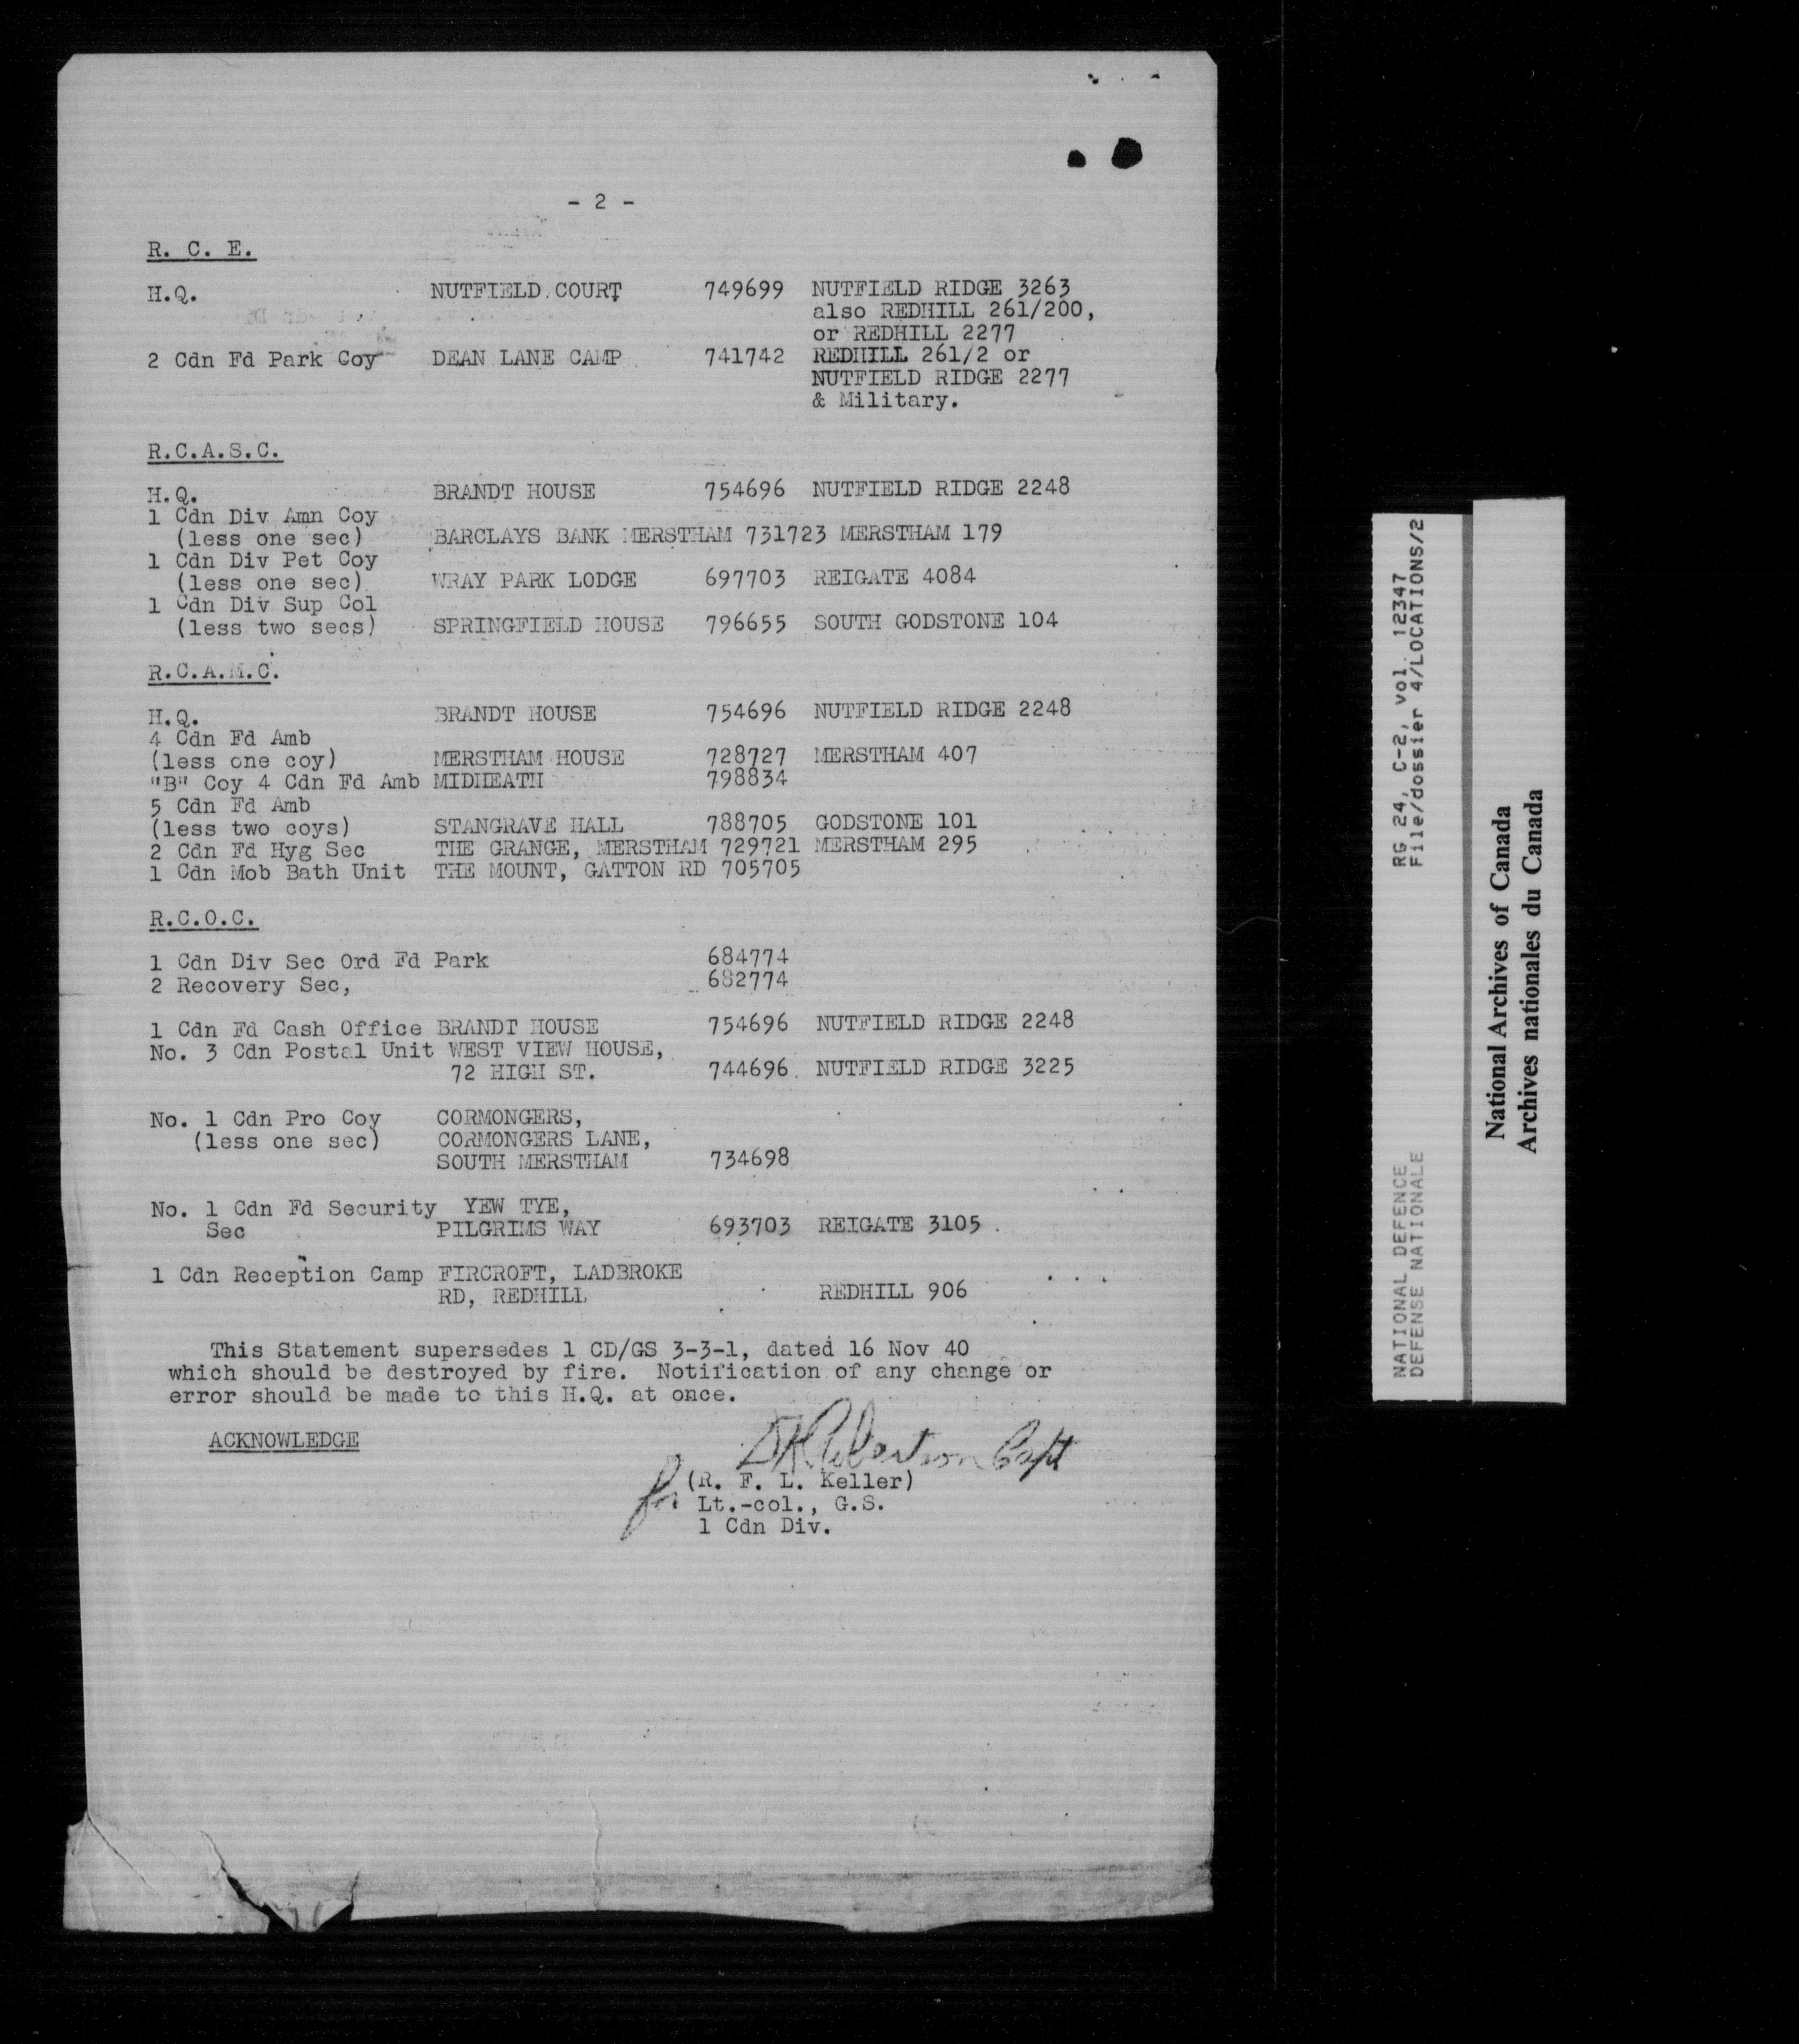 - 2 -
R. C. E.
H.Q. NUTFIELD COURT 749699 NUTFIELD RIDGE 3263
also REDHILL 261/200,
or REDHILL 2277
2 Cdn Fd Park Coy DEAN LANE CAMP 741742 REDHILL 261/2 or
NUTFIELD RIDGE 2277
& Military.
R.C.A.S.C.
H.Q. BRANDT HOUSE 754696 NUTFIELD RIDGE 2248
1 Cdn Div Amn Coy
(less one sec) BARCLAYS BANK MERSTHAM 731723 MERSTHAM 179
1 Cdn Div Pet Coy
(less one sec) WRAY PARK LODGE 697703 REIGATE 4084
1 Cdn Div Sup Col
(less two secs) SPRINGFIELD HOUSE 796655 SOUTH GODSTONE 104
R.C.A.M.C.
H.Q. BRANDT HOUSE 754696 NUTFIELD RIDGE 2248
4 Cdn Fd Amb
(less one coy) MERSTHAM HOUSE 728727 MERSTHAM 407
"B" Coy 4 Cdn Fd Amb MIDHEATH 798834
5 Cdn Fd Amb
(less two coys) STANGRAVE HALL 788705 GODSTONE 101
2 Cdn Fd Hyg Sec THE GRANGE, MERSTHAM 729721 MERSTHAM 295
1 Cdn Mob Bath Unit THE MOUNT, GATTON RD 705705
R.C.O.C.
1 Cdn Div Sec Ord Fd Park 684774
2 Recovery Sec, 682774
1 Cdn Fd Cash Office BRANDT HOUSE 754696 NUTFIELD RIDGE 2248
No. 3 Cdn Postal Unit WEST VIEW HOUSE,
72 HIGH ST. 744696 NUTFIELD RIDGE 3225
No. 1 Cdn Pro Coy CORMONGERS,
(less one sec) CORMONGERS LANE,
SOUTH MERSTHAM 734698
No. 1 Cdn Fd Security YEW TYE,
Sec PILGRIMS WAY 693703 REIGATE 3105
1 Cdn Reception Camp FIRCROFT, LADBROKE
RD, REDHILL REDHILL 906
This Statement supersedes 1 CD/GS 3-3-1, dated 16 Nov 40
which should be destroyed by fire. Notification of any change or
error should be made to this H.Q. at once.
ACKNOWLEDGE
Robertson Capt
for (R. F. L. Keller)
Lt.-col., G.S.
1 Cdn Div.
RG 24, C-2, vol. 12347
File/dossier 4/LOCATIONS/2
NATIONAL DEFENCE
DEFENSE NATIONALE
National Archives of Canada
Archives nationales du Canada